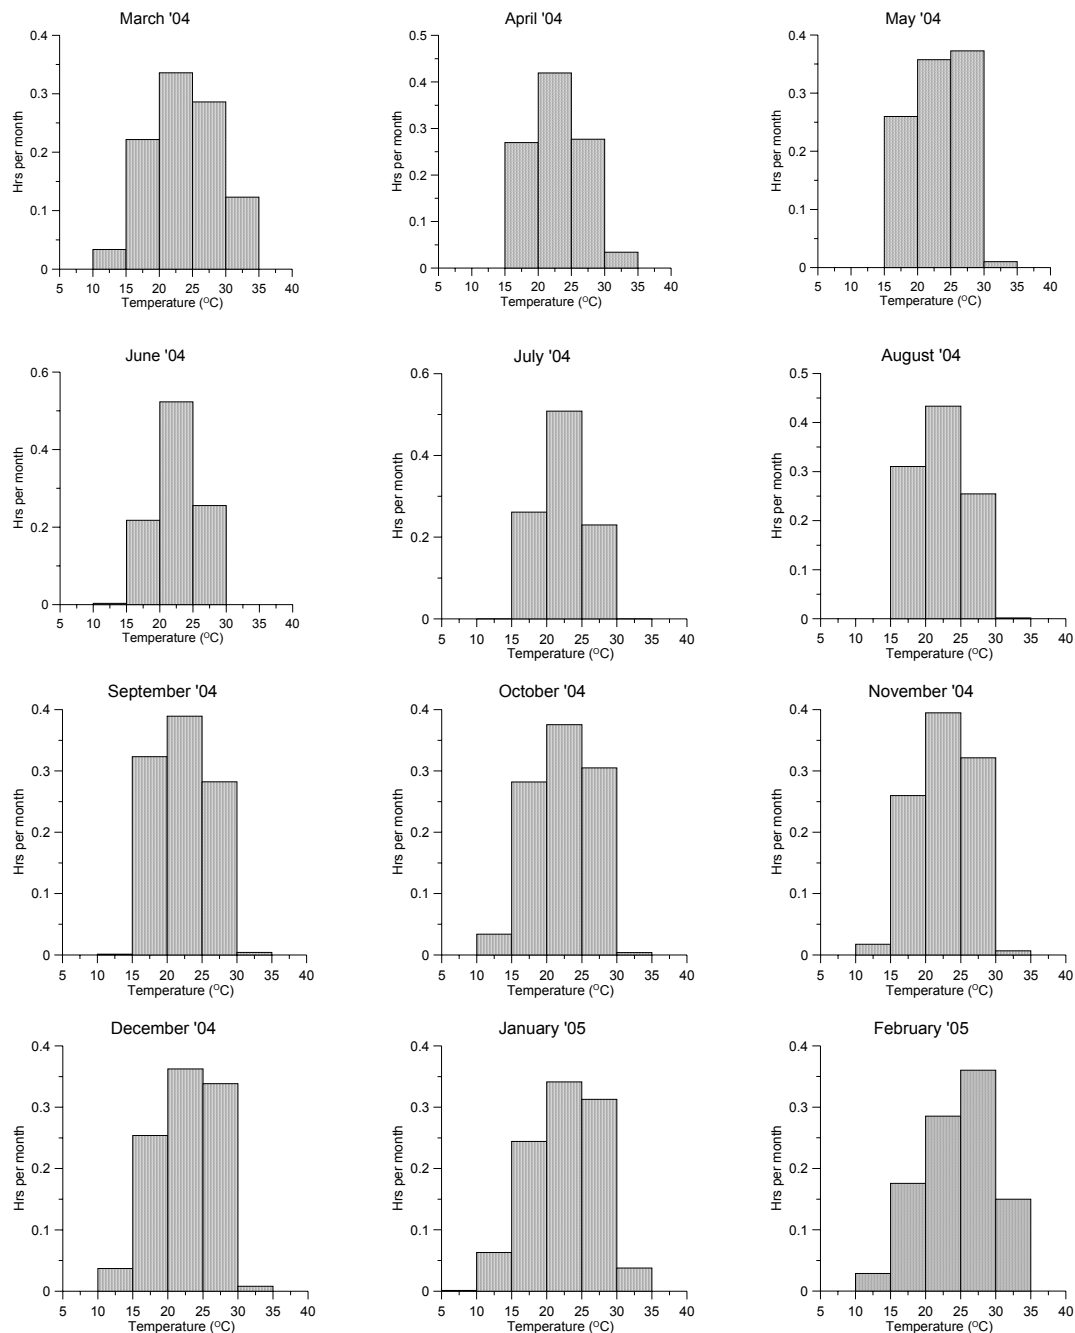 March '04
0.4
0.3
0.2
0.1
0
Hrs per month
5 10 15 20 25 30 35 40
Temperature (OC)
April '04
0.5
0.4
0.3
0.2
0.1
0
Hrs per month
5 10 15 20 25 30 35 40
Temperature (OC)
May '04
0.4
0.3
0.2
0.1
0
Hrs per month
5 10 15 20 25 30 35 40
Temperature (OC)
June '04
0.6
0.4
0.2
0
Hrs per month
5 10 15 20 25 30 35 40
Temperature (OC)
July '04
0.6
0.4
0.2
0
Hrs per month
5 10 15 20 25 30 35 40
Temperature (OC)
August '04
0.5
0.4
0.3
0.2
0.1
0
Hrs per month
5 10 15 20 25 30 35 40
Temperature (OC)
September '04
0.4
0.3
0.2
0.1
0
Hrs per month
5 10 15 20 25 30 35 40
Temperature (OC)
October '04
0.4
0.3
0.2
0.1
0
Hrs per month
5 10 15 20 25 30 35 40
Temperature (OC)
November '04
0.4
0.3
0.2
0.1
0
Hrs per month
5 10 15 20 25 30 35 40
Temperature (OC)
December '04
0.4
0.3
0.2
0.1
0
Hrs per month
5 10 15 20 25 30 35 40
Temperature (OC)
January '05
0.4
0.3
0.2
0.1
0
Hrs per month
5 10 15 20 25 30 35 40
Temperature (OC)
February '05
0.4
0.3
0.2
0.1
0
Hrs per month
5 10 15 20 25 30 35 40
Temperature (OC)